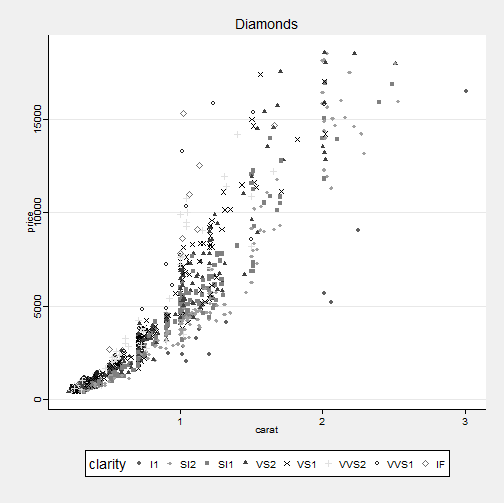 Diamonds
15000
10000
5000
0
price
1 2 3
carat
clarity I1 SI2 SI1 VS2 VS1 VVS2 VVS1 IF